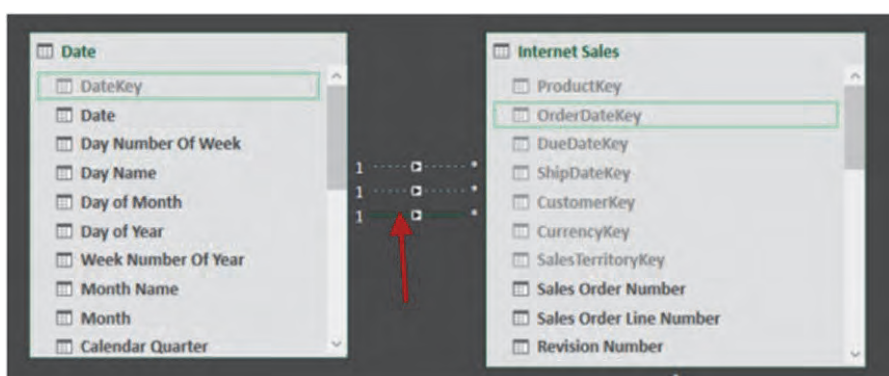 Date
DateKey
Date
Day Number Of Week
Day Name
Day of Month
Day of Year
Week Number Of Year
Month Name
Month
Calendar Quarter
1 *
1 *
1 *
Internet Sales
ProductKey
OrderDateKey
DueDateKey
ShipDateKey
CustomerKey
CurrencyKey
SalesTerritoryKey
Sales Order Number
Sales Order Line Number
Revision Number